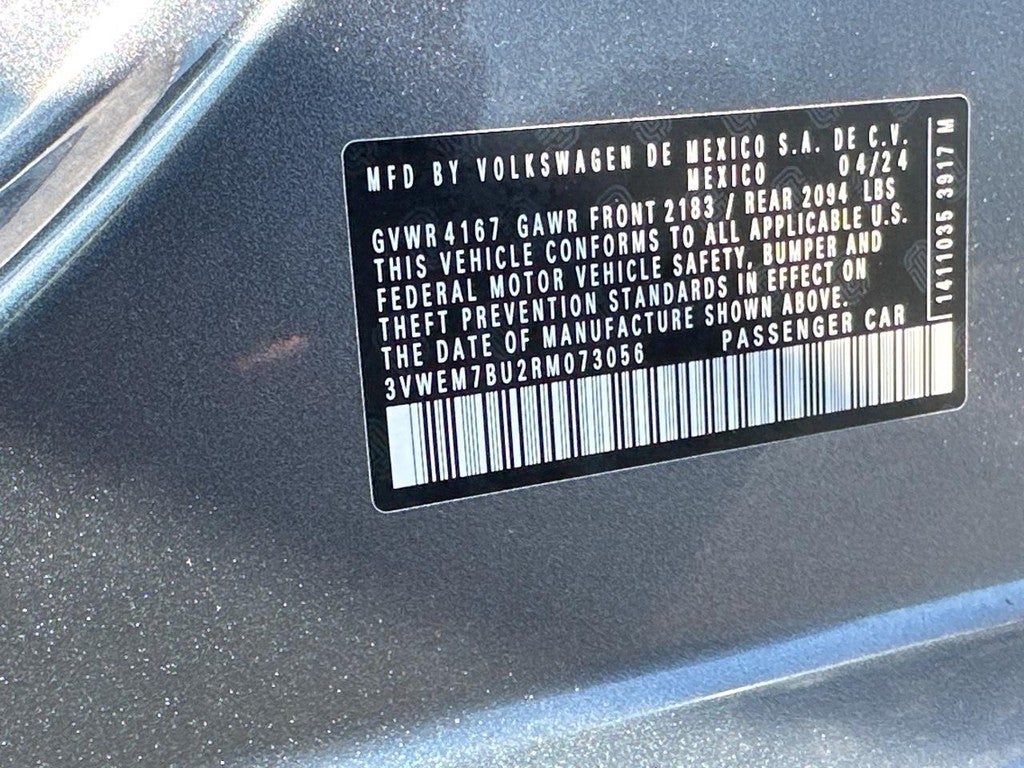 MFD BY VOLKSWAGEN DE MEXICO S.A. DE C.V.
MEXICO 04/24
GVWR 4167 GAWR FRONT 2183 / REAR 2094 LBS
THIS VEHICLE CONFORMS TO ALL APPLICABLE U.S.
FEDERAL MOTOR VEHICLE SAFETY, BUMPER AND
THEFT PREVENTION STANDARDS IN EFFECT ON
THE DATE OF MANUFACTURE SHOWN ABOVE.
3VWEM7BU2RM073056 PASSENGER CAR
1411035 3917 M